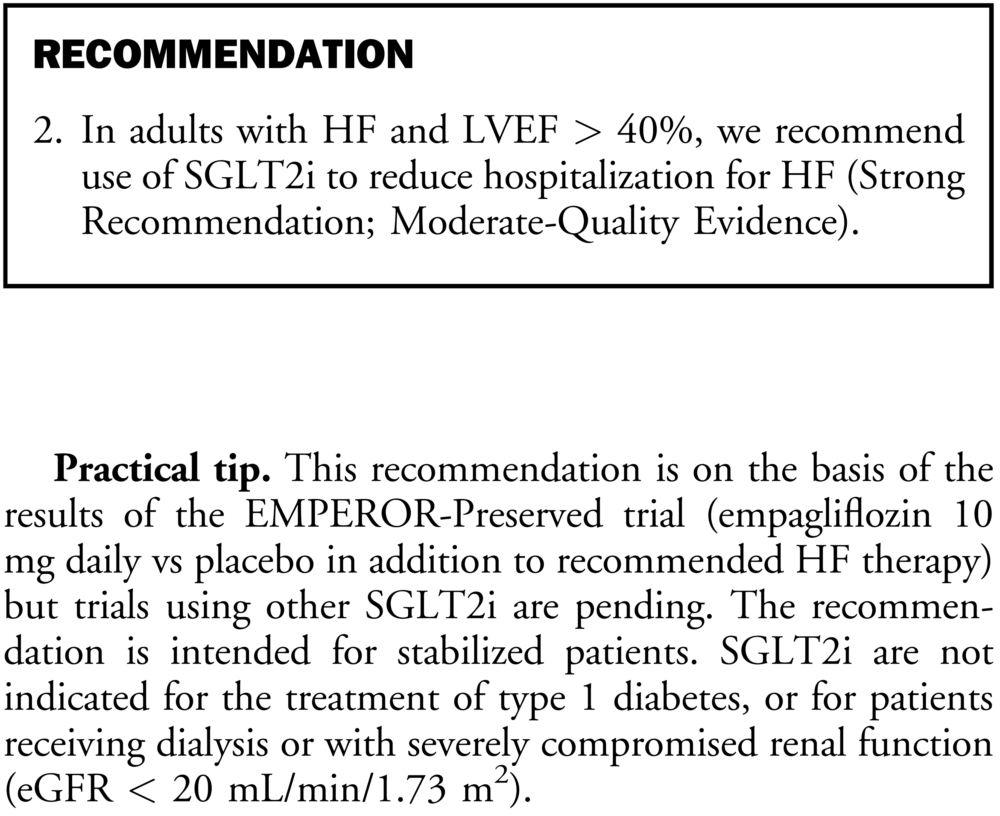 RECOMMENDATION
2. In adults with HF and LVEF > 40%, we recommend
use of SGLT2i to reduce hospitalization for HF (Strong
Recommendation; Moderate-Quality Evidence).
Practical tip. This recommendation is on the basis of the
results of the EMPEROR-Preserved trial (empagliflozin 10
mg daily vs placebo in addition to recommended HF therapy)
but trials using other SGLT2i are pending. The recommen-
dation is intended for stabilized patients. SGLT2i are not
indicated for the treatment of type 1 diabetes, or for patients
receiving dialysis or with severely compromised renal function
(eGFR < 20 mL/min/1.73 m²).